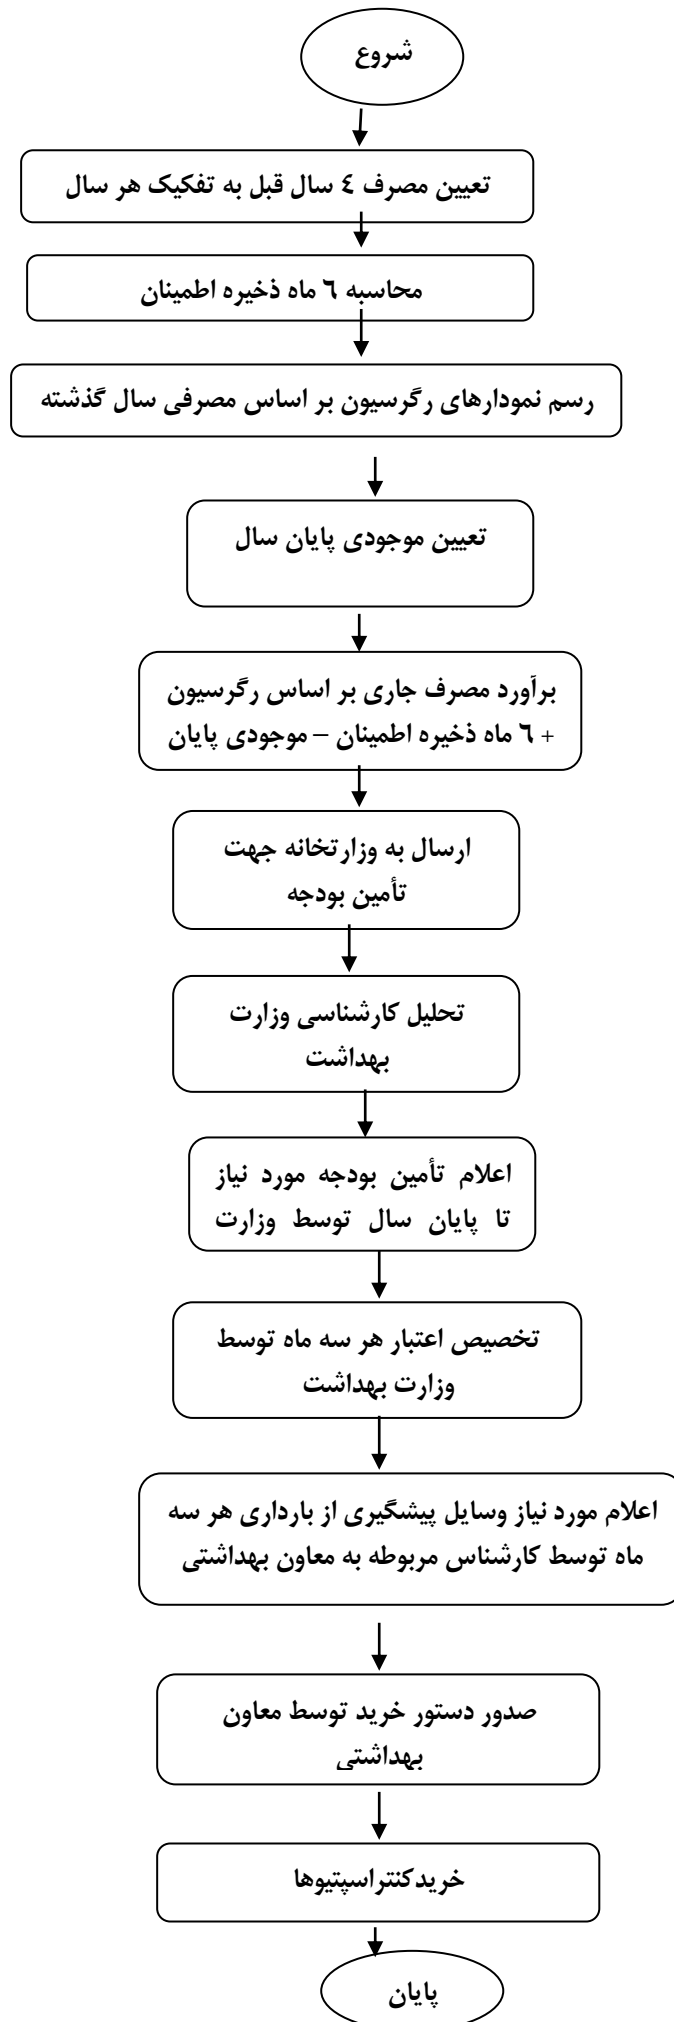 شروع
تعیین مصرف ٤ سال قبل به تفکیک هر سال
محاسبه ٦ ماه ذخیره اطمینان
رسم نمودارهای رگرسیون بر اساس مصرفی سال گذشته
تعیین موجودی پایان سال
برآورد مصرف جاری بر اساس رگرسیون
+ ٦ ماه ذخیره اطمینان – موجودی پایان
ارسال به وزارتخانه جهت
تأمین بودجه
تحلیل کارشناسی وزارت
بهداشت
اعلام تأمین بودجه مورد نیاز
تا پایان سال توسط وزارت
تخصیص اعتبار هر سه ماه توسط
وزارت بهداشت
اعلام مورد نیاز وسایل پیشگیری از بارداری هر سه
ماه توسط کارشناس مربوطه به معاون بهداشتی
صدور دستور خرید توسط معاون
بهداشتی
خریدکنتراسپتیوها
پایان